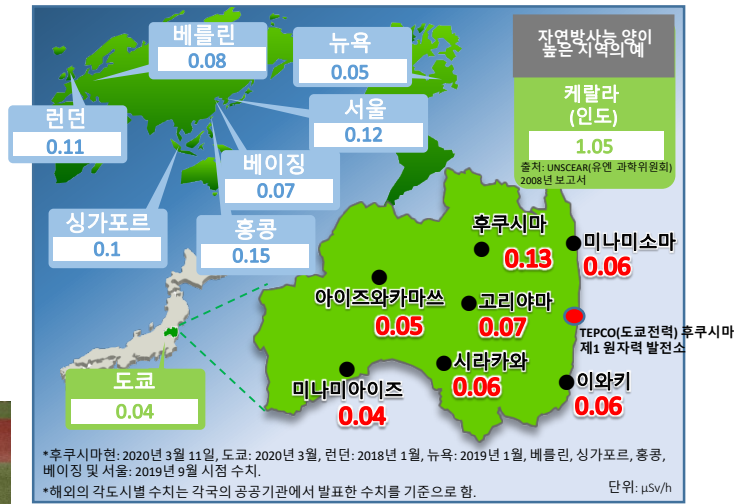 베를린
0.08
뉴욕
0.05
자연방사능 양이
높은 지역의 예
케랄라
(인도)
1.05
출처: UNSCEAR(유엔 과학위원회)
2008년 보고서
런던
0.11
서울
0.12
베이징
0.07
싱가포르
0.1
홍콩
0.15
후쿠시마
0.13
미나미소마
0.06
아이즈와카마쓰
0.05
고리야마
0.07
TEPCO(도쿄전력) 후쿠시마
제1 원자력 발전소
시라카와
0.06
이와키
0.06
미나미아이즈
0.04
도쿄
0.04
*후쿠시마현: 2020년 3월 11일, 도쿄: 2020년 3월, 런던: 2018년 1월, 뉴욕: 2019년 1월, 베를린, 싱가포르, 홍콩,
베이징 및 서울: 2019년 9월 시점 수치.
*해외의 각도시별 수치는 각국의 공공기관에서 발표한 수치를 기준으로 함.
단위: μSv/h